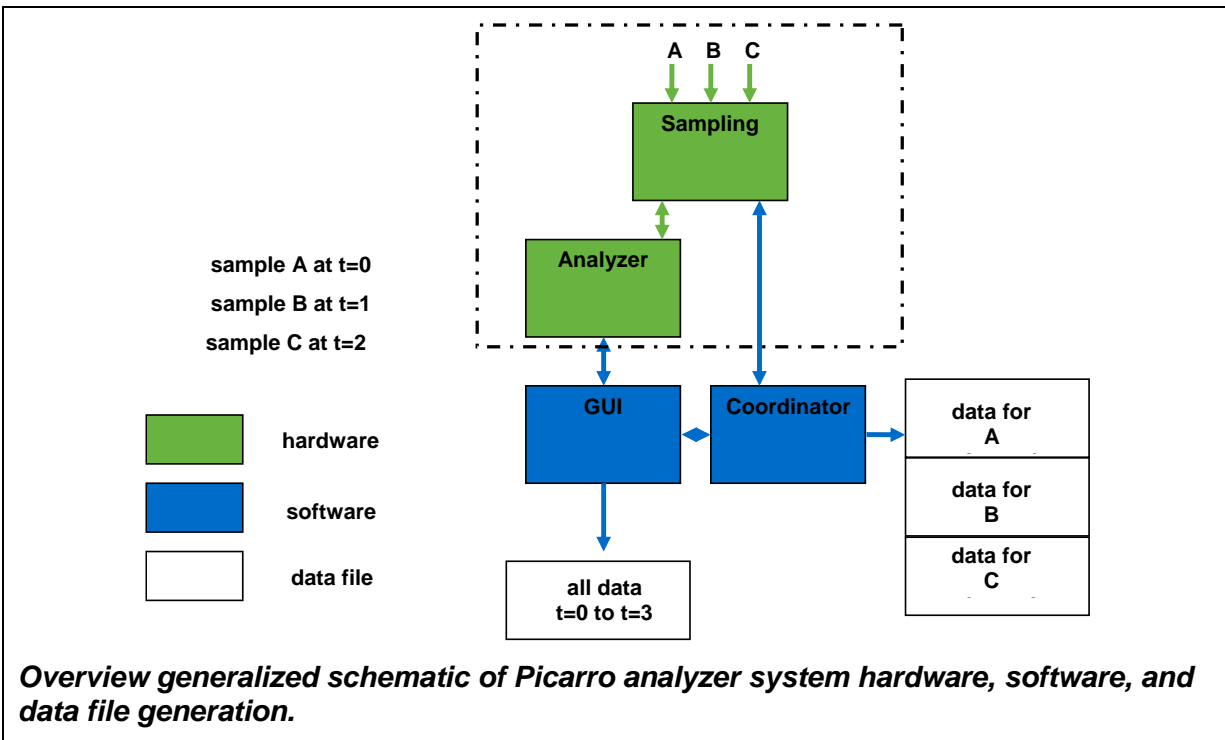 A B C
Sampling
Analyzer
sample A at t=0
sample B at t=1
sample C at t=2
GUI
Coordinator
data for
A
hardware
data for
B
software
data for
C
data file
all data
t=0 to t=3
Overview generalized schematic of Picarro analyzer system hardware, software, and
data file generation.